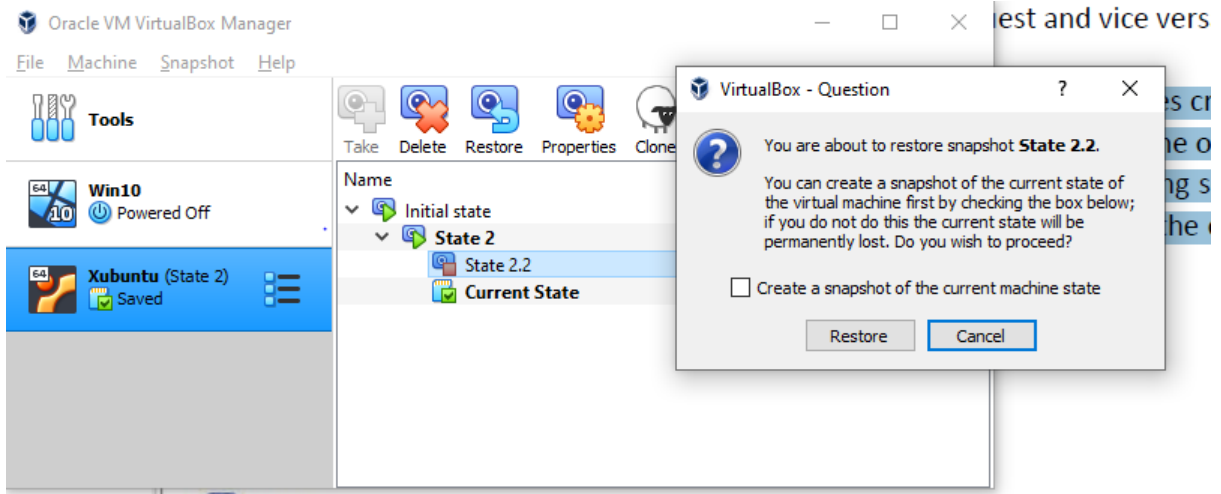 Oracle VM VirtualBox Manager
File Machine Snapshot Help
Tools
64
Win10
10
Powered Off
64
Xubuntu (State 2)
Saved
Take Delete Restore Properties Clone
Name
Initial state
State 2
State 2.2
Current State
VirtualBox - Question
?
You are about to restore snapshot State 2.2.
You can create a snapshot of the current state of
the virtual machine first by checking the box below;
if you do not do this the current state will be
permanently lost. Do you wish to proceed?
Create a snapshot of the current machine state
Restore Cancel
and vice vers